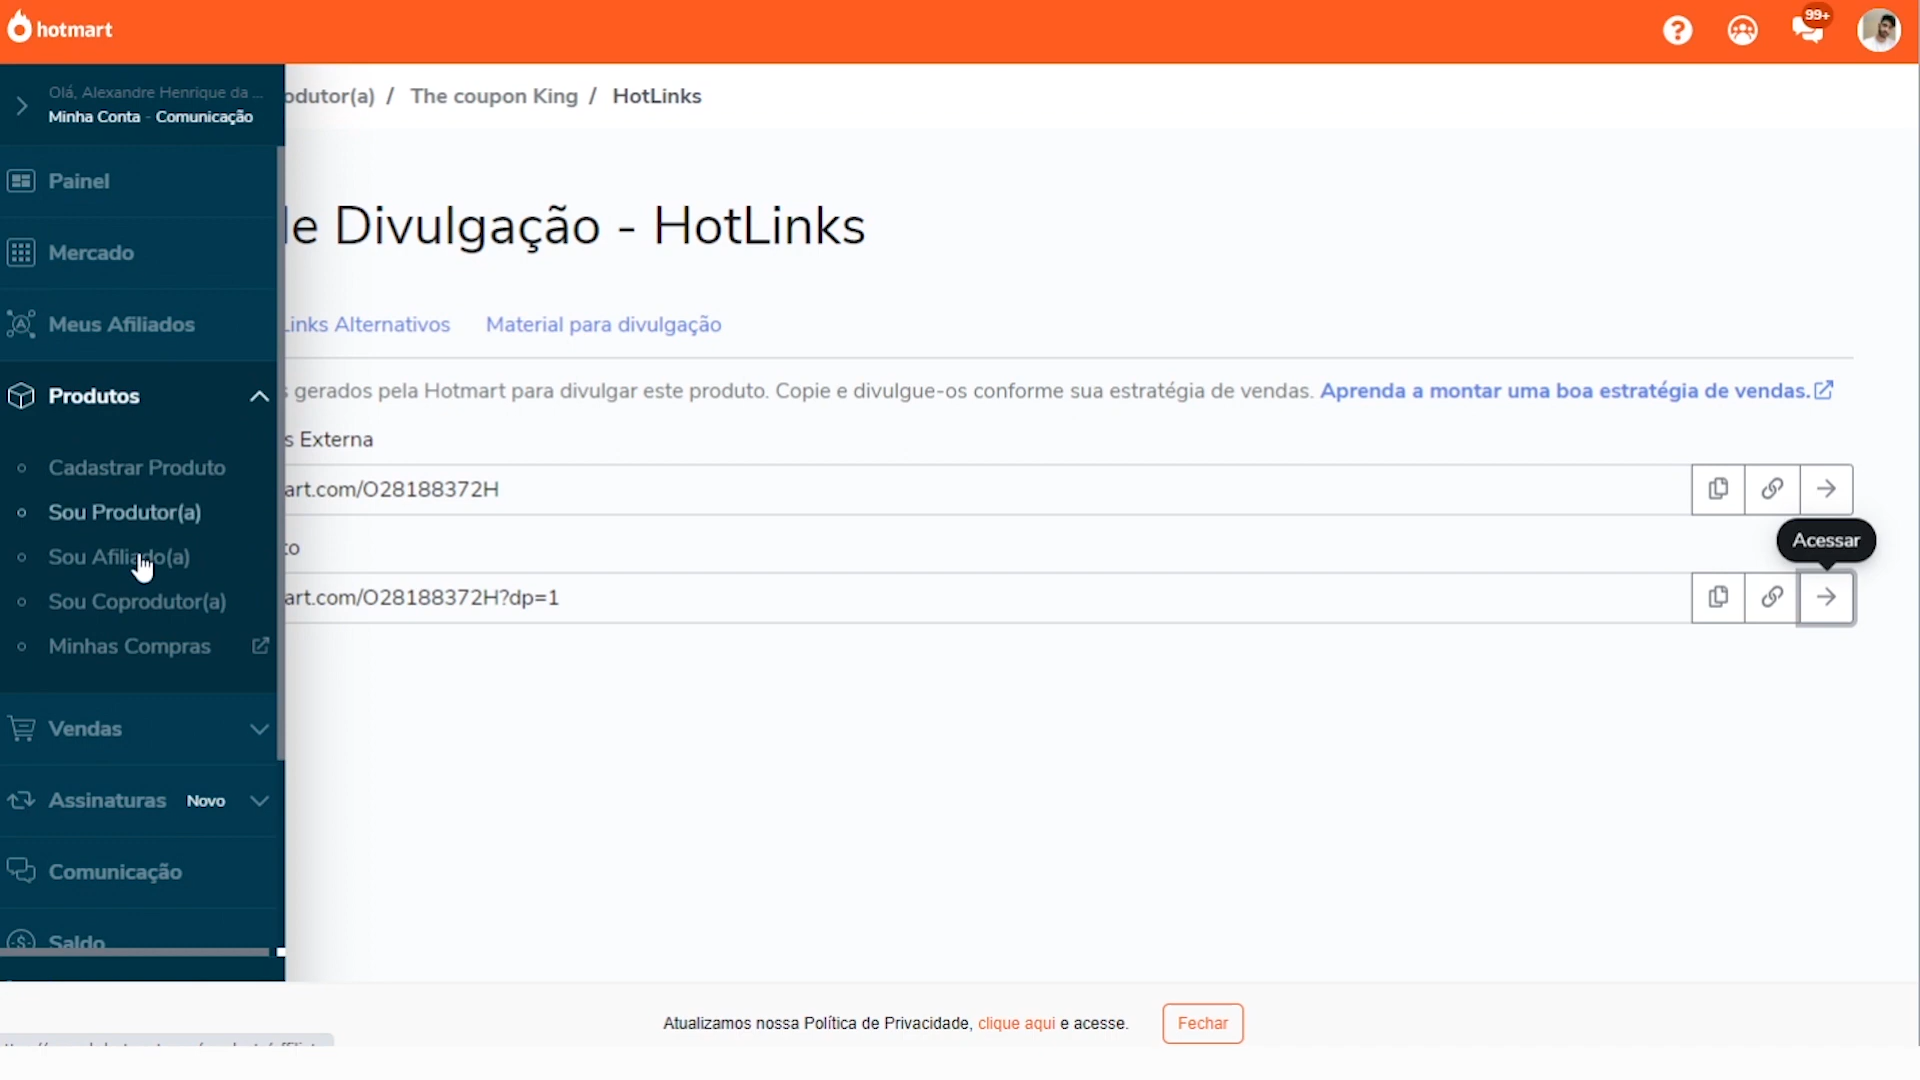 hotmart
99+
Olá, Alexandre Henrique da ...
Minha Conta - Comunicação
odutor(a) / The coupon King / HotLinks
Painel
Mercado
Meus Afiliados
Produtos
Cadastrar Produto
Sou Produtor(a)
Sou Afiliado(a)
Sou Coprodutor(a)
Minhas Compras
Vendas
Assinaturas Novo
Comunicação
Saldo
le Divulgação - HotLinks
Links Alternativos Material para divulgação
s gerados pela Hotmart para divulgar este produto. Copie e divulgue-os conforme sua estratégia de vendas. Aprenda a montar uma boa estratégia de vendas.
s Externa
art.com/O28188372H
Acessar
to
art.com/O28188372H?dp=1
Atualizamos nossa Política de Privacidade, clique aqui e acesse. Fechar